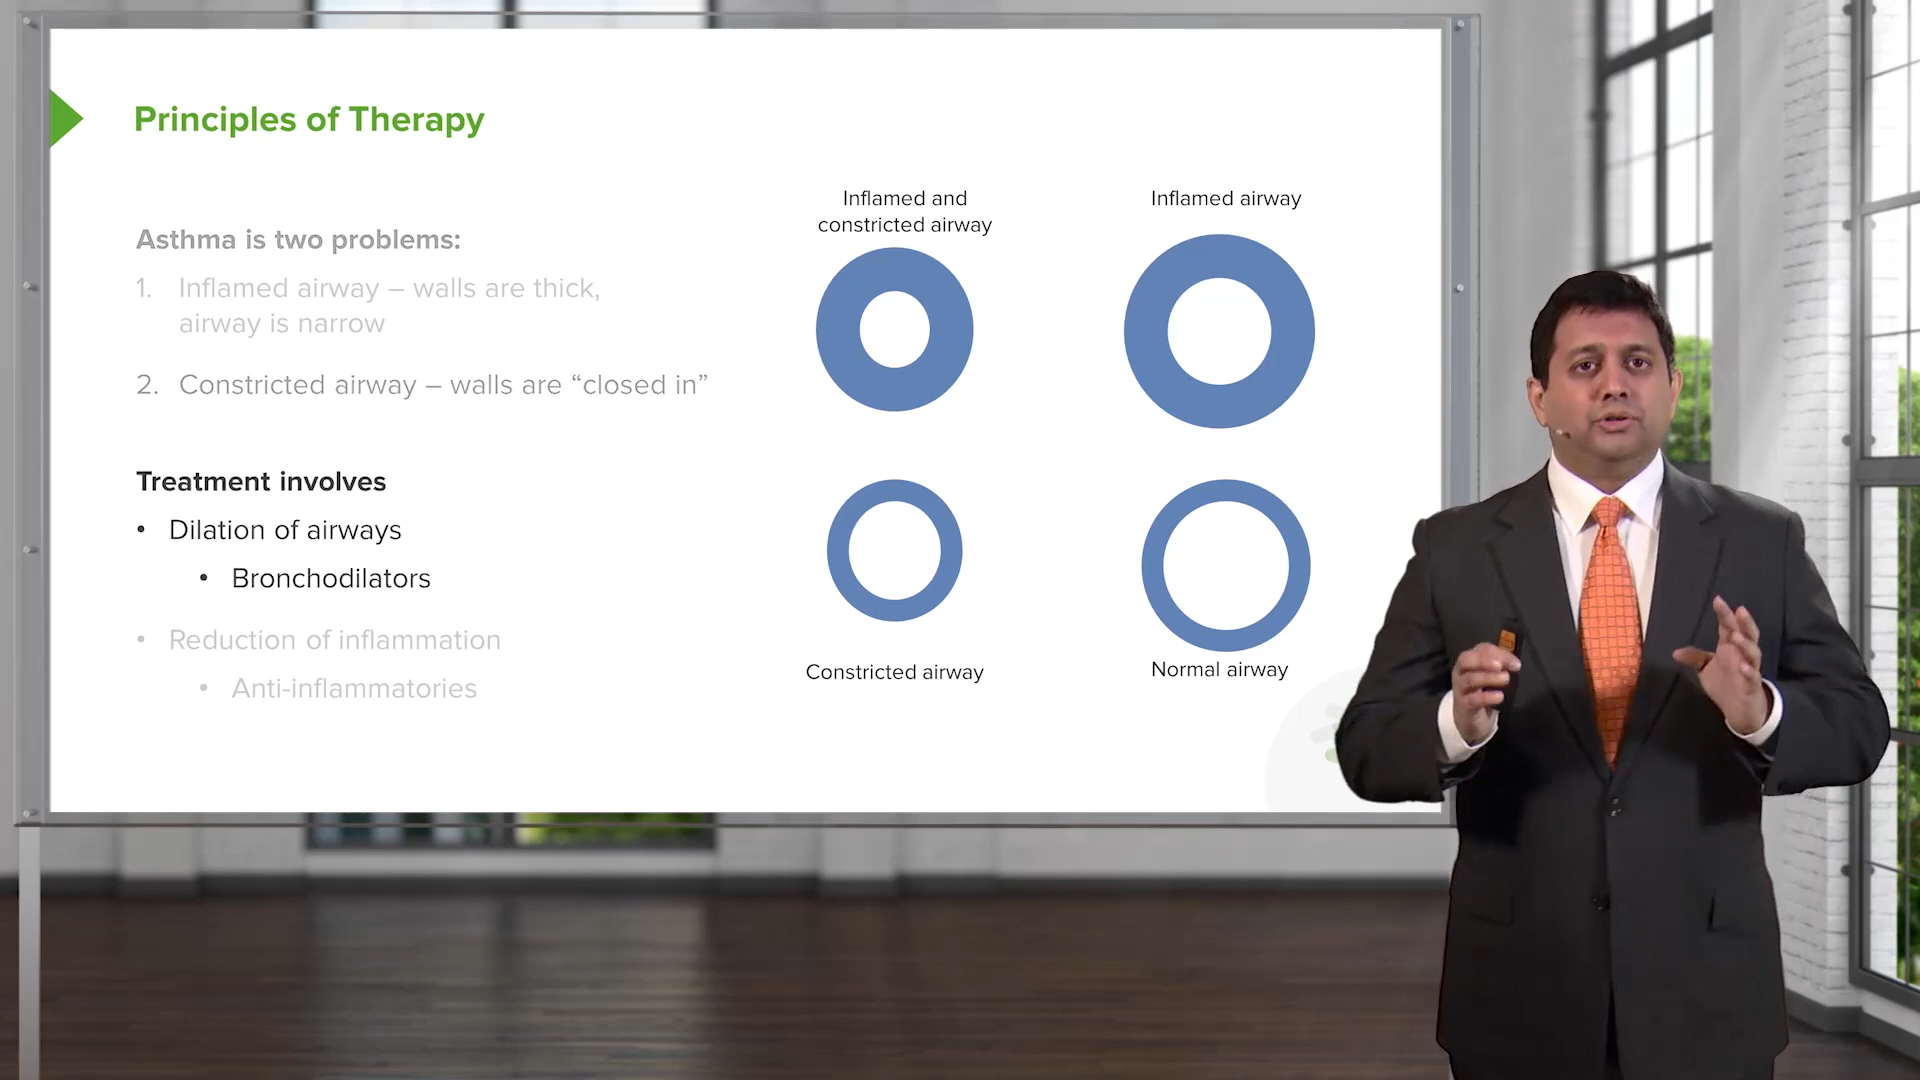 Principles of Therapy
Asthma is two problems:
1. Inflamed airway – walls are thick,
airway is narrow
2. Constricted airway – walls are “closed in”
Treatment involves
• Dilation of airways
• Bronchodilators
• Reduction of inflammation
• Anti-inflammatories
Inflamed and
constricted airway
Inflamed airway
Constricted airway
Normal airway